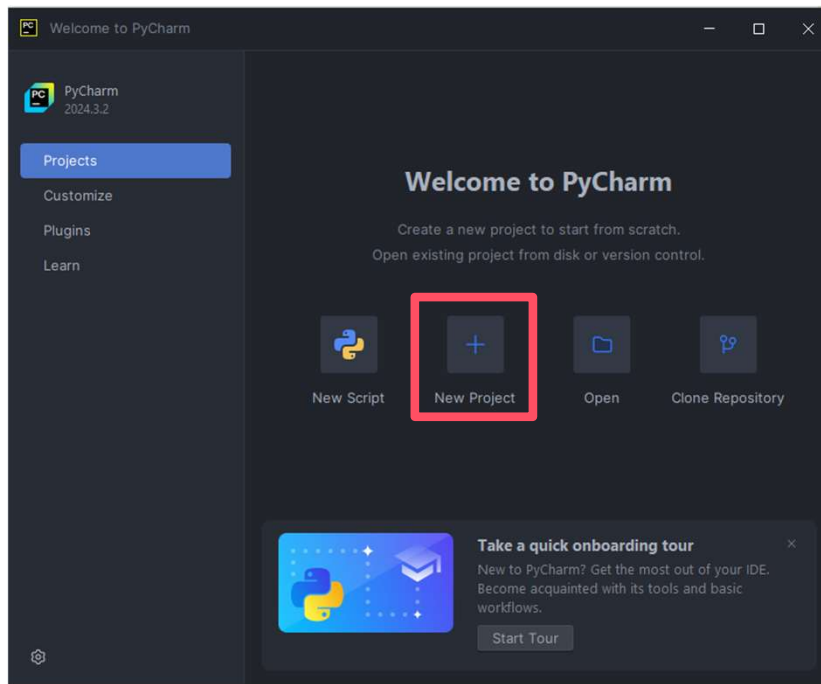 PC Welcome to PyCharm
PC PyCharm
2024.3.2
Projects
Customize
Plugins
Learn
Welcome to PyCharm
Create a new project to start from scratch.
Open existing project from disk or version control.
New Script
New Project
Open
Clone Repository
Take a quick onboarding tour
New to PyCharm? Get the most out of your IDE.
Become acquainted with its tools and basic
workflows.
Start Tour